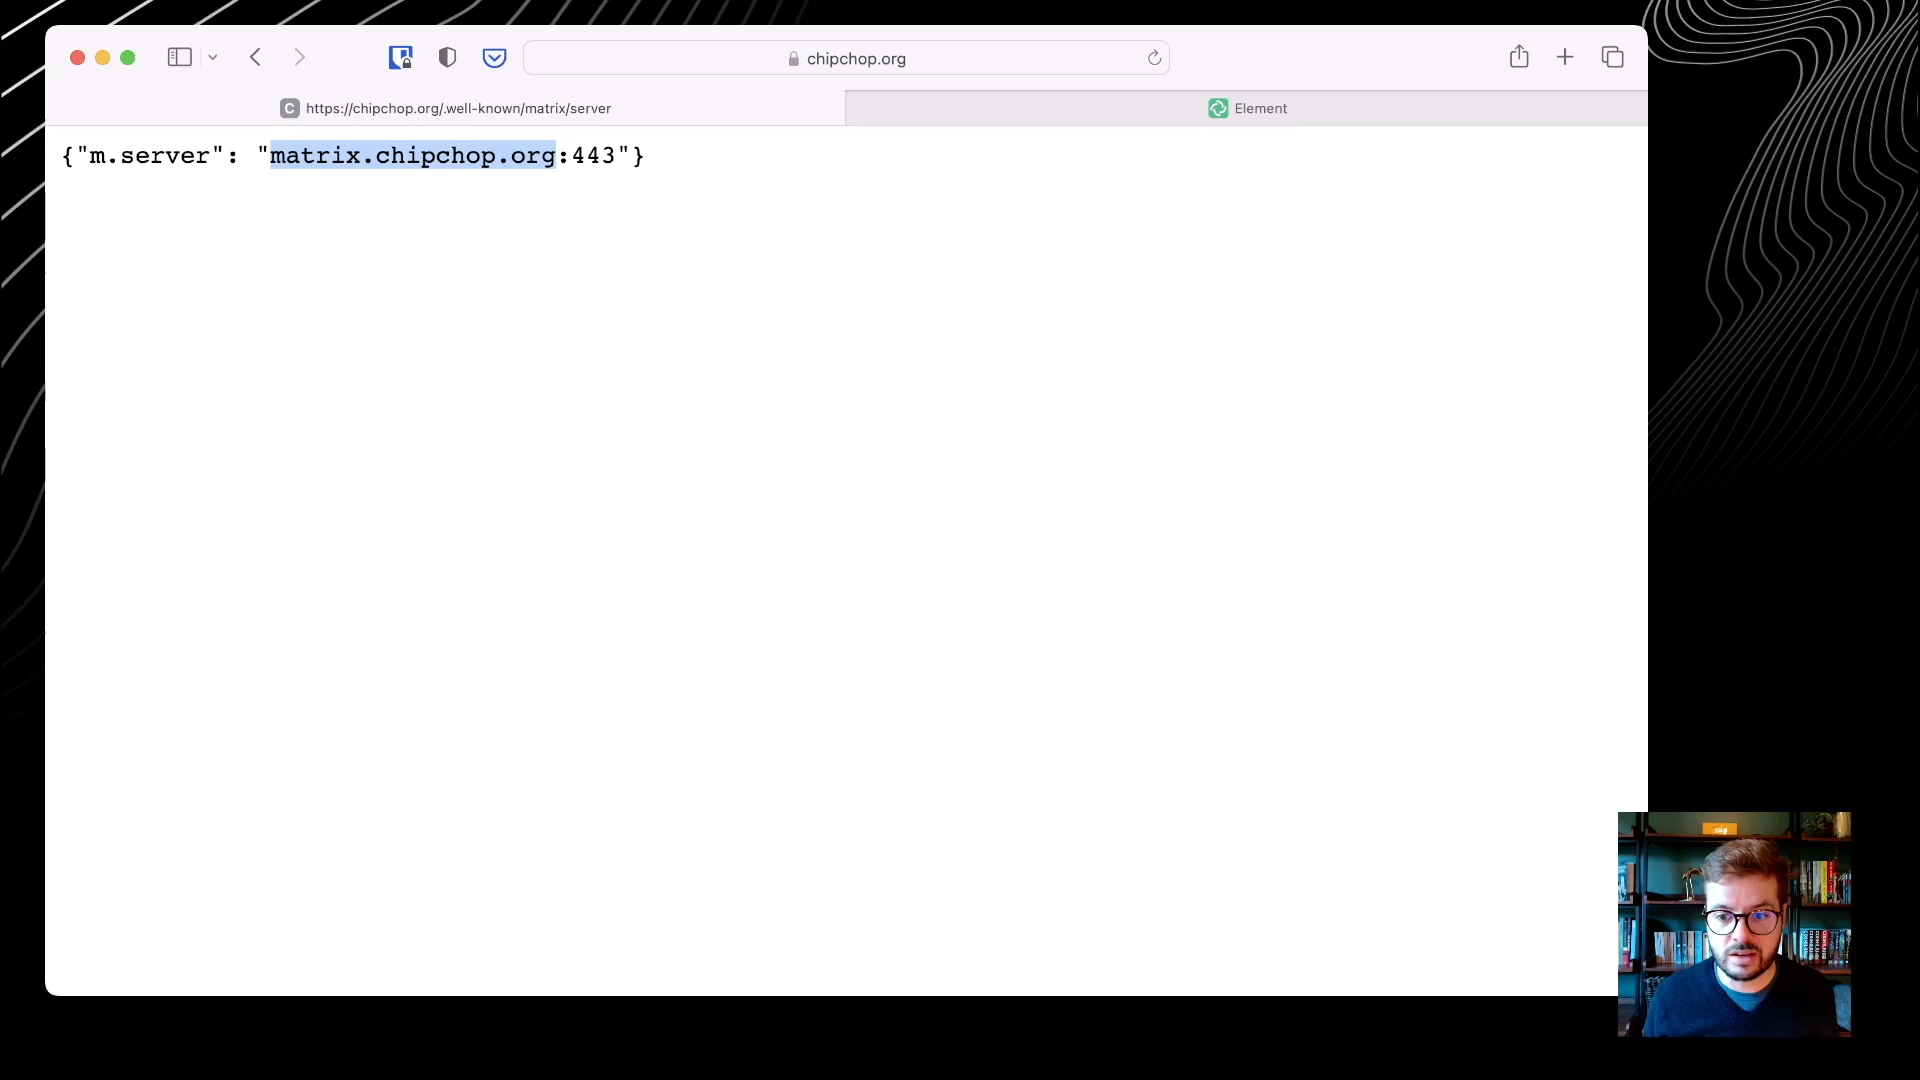 chipchop.org
C https://chipchop.org/.well-known/matrix/server
Element
{"m.server": "matrix.chipchop.org:443"}